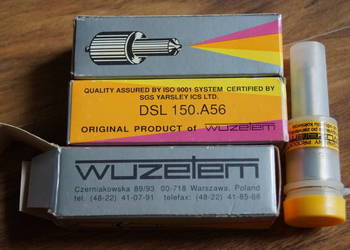 QUALITY ASSURED BY ISO 9001 SYSTEM CERTIFIED BY
SGS YARSLEY ICS LTD.
DSL 150.A56
ORIGINAL PRODUCT of wuzetem
wuzetem
Czerniakowska 89/93 00-718 Warszawa, Poland
tel. (48-22) 41-07-91 telefax: (48-22) 41-85-88